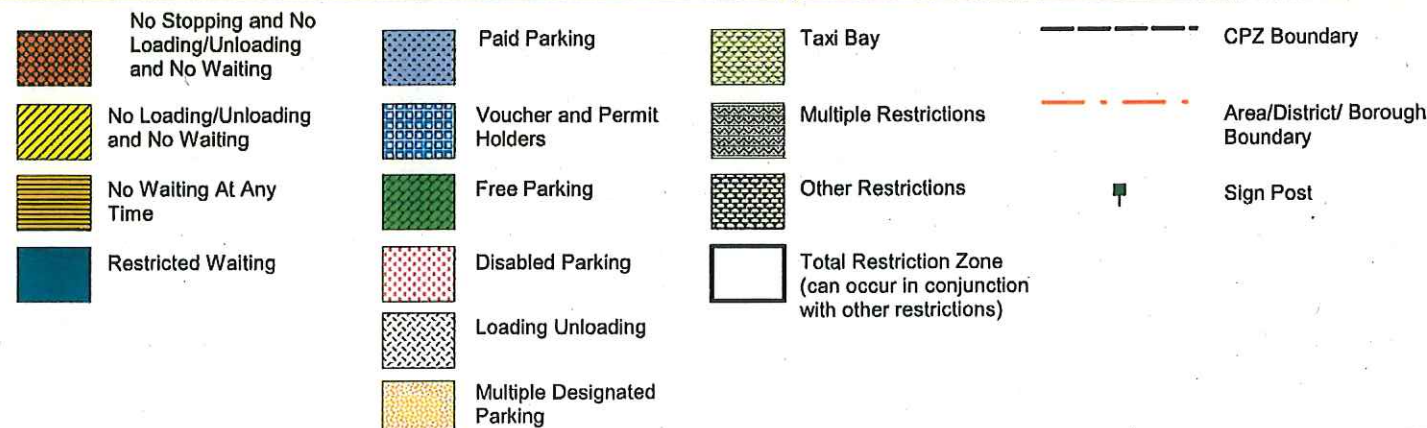 No Stopping and No
Loading/Unloading
and No Waiting
No Loading/Unloading
and No Waiting
No Waiting At Any
Time
Restricted Waiting
Paid Parking
Voucher and Permit
Holders
Free Parking
Disabled Parking
Loading Unloading
Multiple Designated
Parking
Taxi Bay
Multiple Restrictions
Other Restrictions
Total Restriction Zone
(can occur in conjunction
with other restrictions)
CPZ Boundary
Area/District/ Borough
Boundary
Sign Post